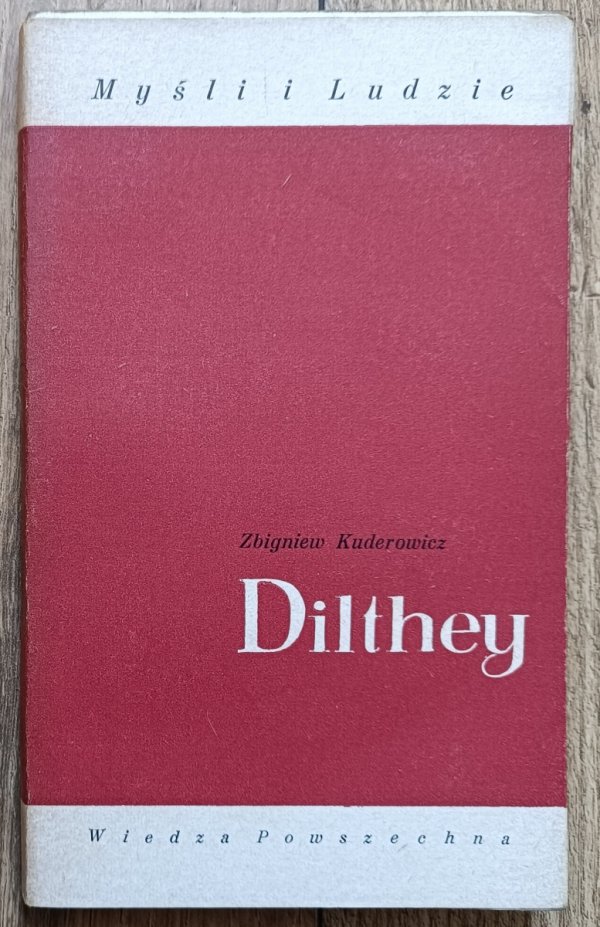 Myśli i Ludzie
Zbigniew Kuderowicz
Dilthey
Wiedza Powszechna